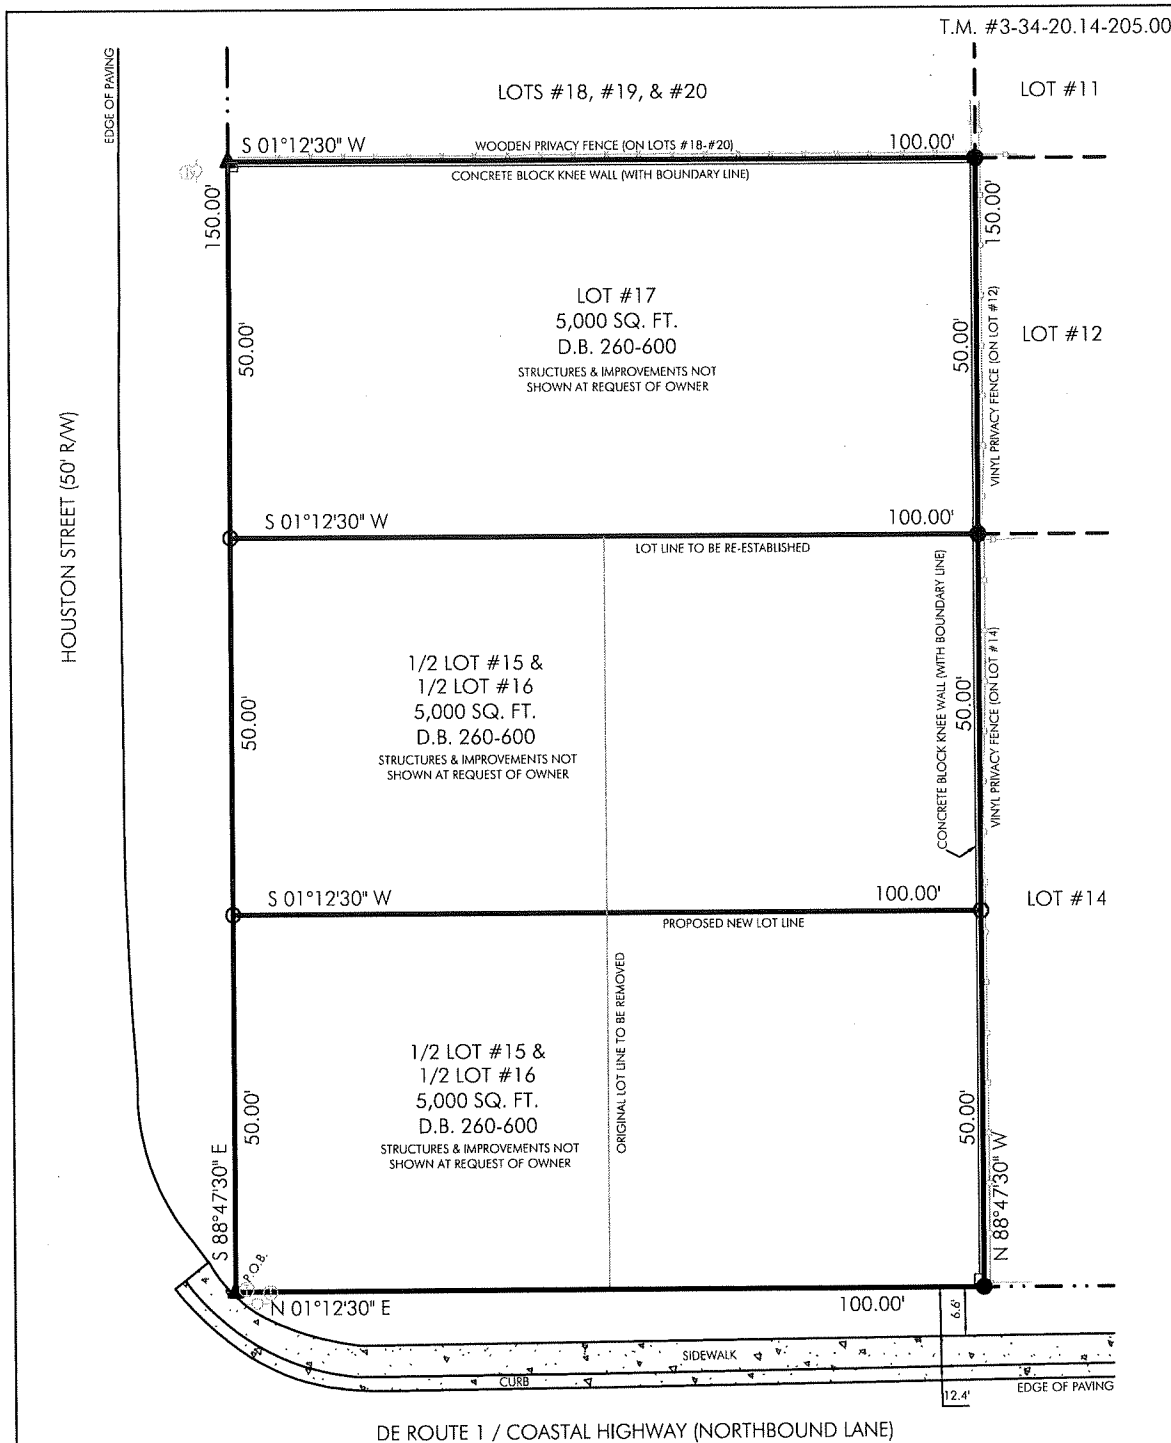 T.M. #3-34-20.14-205.00
EDGE OF PAVING
LOTS #18, #19, & #20
LOT #11
S 01°12'30" W
WOODEN PRIVACY FENCE (ON LOTS #18-#20)
100.00'
CONCRETE BLOCK KNEE WALL (WITH BOUNDARY LINE)
150.00'
150.00'
LOT #17
5,000 SQ. FT.
D.B. 260-600
STRUCTURES & IMPROVEMENTS NOT
SHOWN AT REQUEST OF OWNER
50.00'
50.00'
VINYL PRIVACY FENCE (ON LOT #12)
LOT #12
HOUSTON STREET (50' R/W)
S 01°12'30" W
100.00'
LOT LINE TO BE RE-ESTABLISHED
1/2 LOT #15 &
1/2 LOT #16
5,000 SQ. FT.
D.B. 260-600
STRUCTURES & IMPROVEMENTS NOT
SHOWN AT REQUEST OF OWNER
50.00'
CONCRETE BLOCK KNEE WALL (WITH BOUNDARY LINE)
50.00'
VINYL PRIVACY FENCE (ON LOT #14)
S 01°12'30" W
100.00'
PROPOSED NEW LOT LINE
LOT #14
ORIGINAL LOT LINE TO BE REMOVED
1/2 LOT #15 &
1/2 LOT #16
5,000 SQ. FT.
D.B. 260-600
STRUCTURES & IMPROVEMENTS NOT
SHOWN AT REQUEST OF OWNER
50.00'
50.00'
S 88°47'30" E
N 88°47'30" W
P.O.B.
N 01°12'30" E
100.00'
6.6'
SIDEWALK
CURB
12.4'
EDGE OF PAVING
DE ROUTE 1 / COASTAL HIGHWAY (NORTHBOUND LANE)